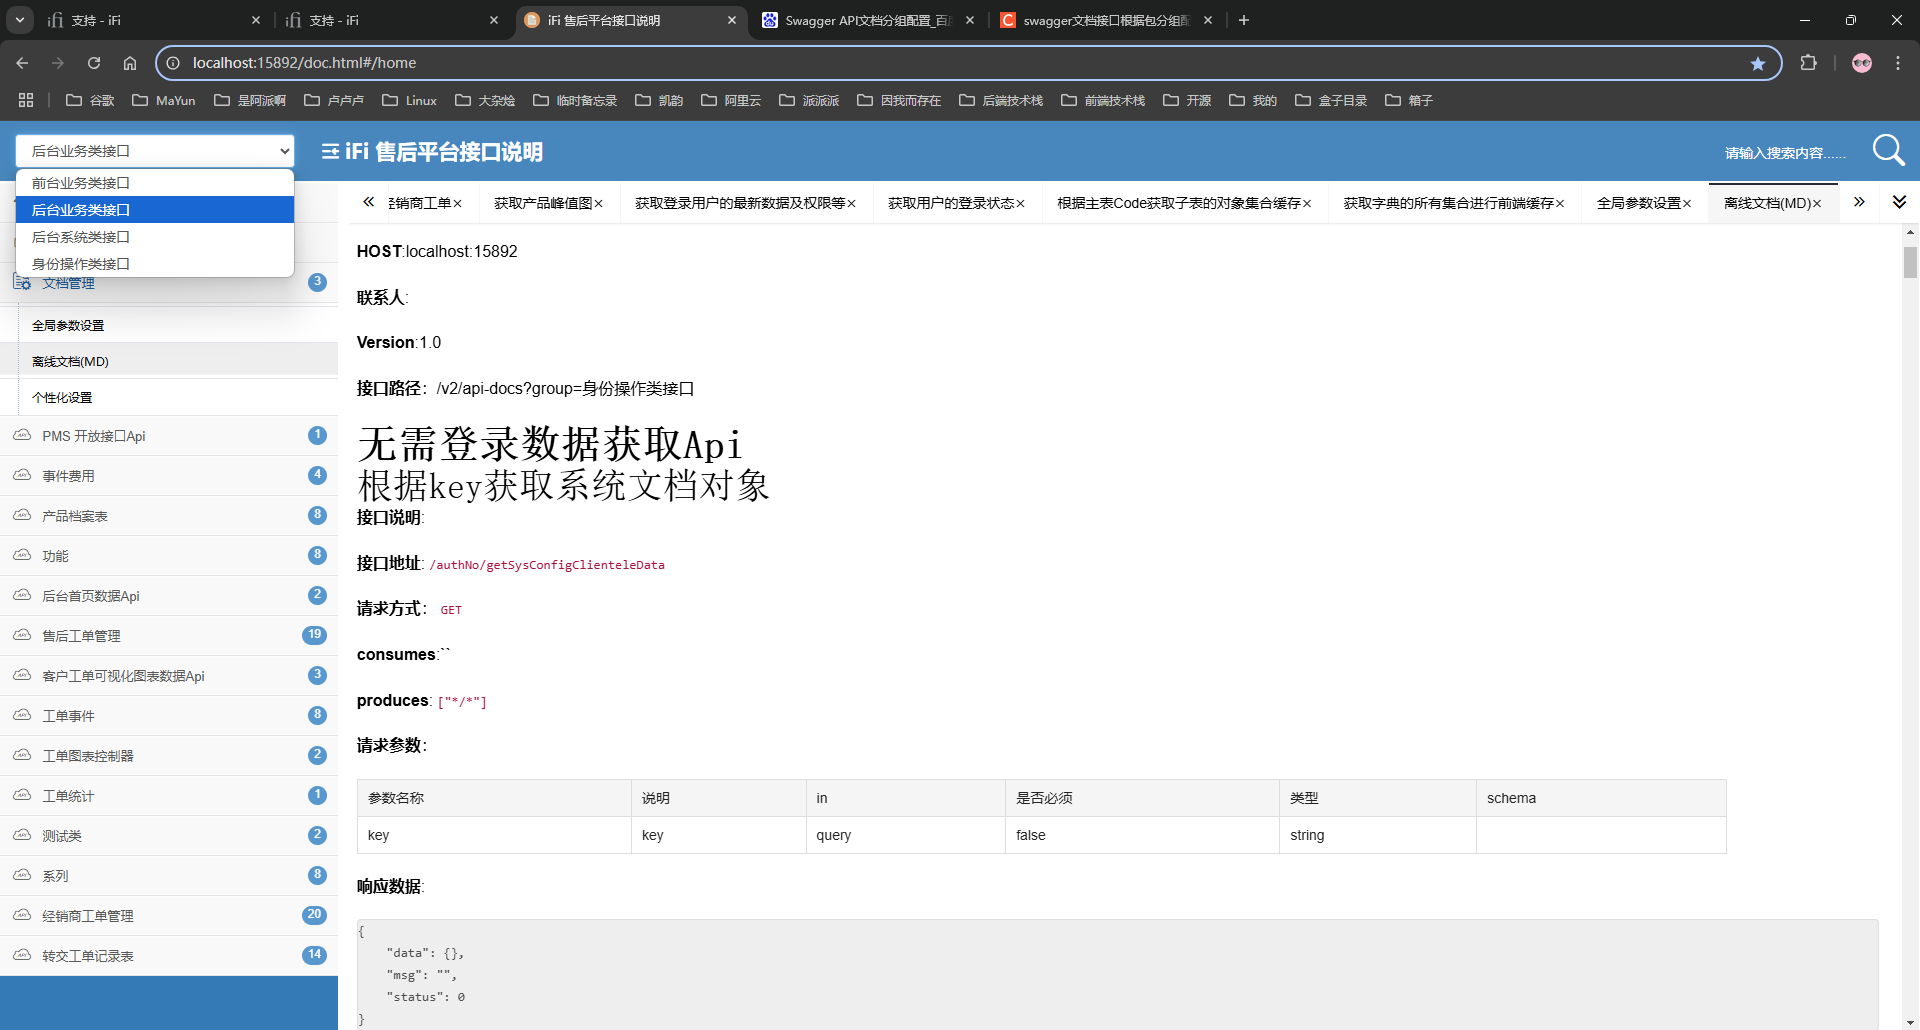 支持 - iFi
支持 - iFi
iFi 售后平台接口说明
Swagger API文档分组配置_百
swagger文档接口根据包分组
localhost:15892/doc.html#/home
谷歌
MaYun
是阿派啊
卢卢卢
Linux
大杂烩
临时备忘录
凯韵
阿里云
派派派
因我而存在
后端技术栈
前端技术栈
开源
我的
盒子目录
箱子
后台业务类接口
iFi 售后平台接口说明
请输入搜索内容......
前台业务类接口
后台业务类接口
后台系统类接口
身份操作类接口
文档管理 3
全局参数设置
离线文档(MD)
个性化设置
PMS 开放接口Api 1
事件费用 4
产品档案表 8
功能 8
后台首页数据Api 2
售后工单管理 19
客户工单可视化图表数据Api 3
工单事件 8
工单图表控制器 2
工单统计 1
测试类 2
系列 8
经销商工单管理 20
转交工单记录表 14
经销商工单×
获取产品峰值图×
获取登录用户的最新数据及权限等×
获取用户的登录状态×
根据主表Code获取子表的对象集合缓存×
获取字典的所有集合进行前端缓存×
全局参数设置×
离线文档(MD)×
HOST:localhost:15892
联系人:
Version:1.0
接口路径：/v2/api-docs?group=身份操作类接口
无需登录数据获取Api
根据key获取系统文档对象
接口说明:
接口地址: /authNo/getSysConfigClienteleData
请求方式： GET
consumes:``
produces: ["*/*"]
请求参数：
参数名称 说明 in 是否必须 类型 schema
key key query false string
响应数据:
{
"data": {},
"msg": "",
"status": 0
}